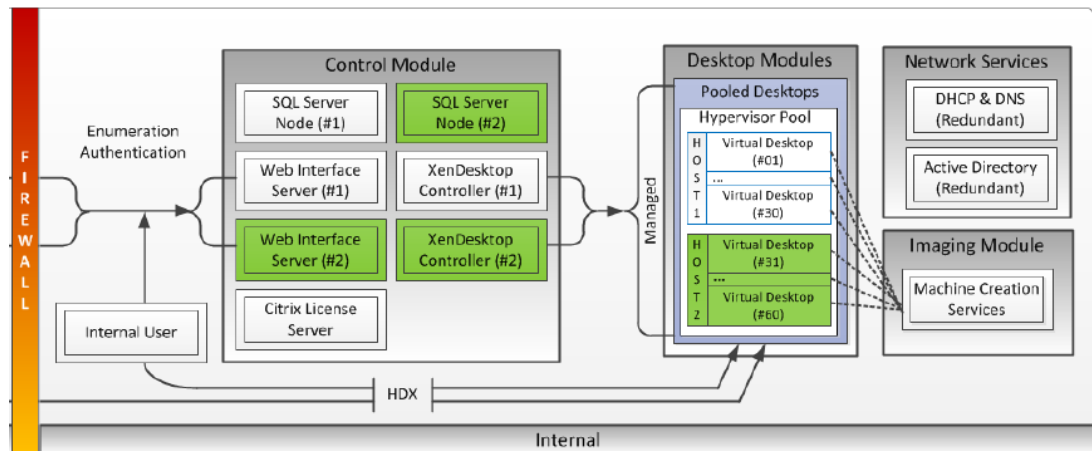 FIREWALL
Enumeration
Authentication
Internal User
Control Module
SQL Server
Node (#1)
SQL Server
Node (#2)
Web Interface
Server (#1)
XenDesktop
Controller (#1)
Web Interface
Server (#2)
XenDesktop
Controller (#2)
Citrix License
Server
HDX
Managed
Desktop Modules
Pooled Desktops
Hypervisor Pool
HOST1
Virtual Desktop
(#01)
...
Virtual Desktop
(#30)
HOST2
Virtual Desktop
(#31)
...
Virtual Desktop
(#60)
Network Services
DHCP & DNS
(Redundant)
Active Directory
(Redundant)
Imaging Module
Machine Creation
Services
Internal